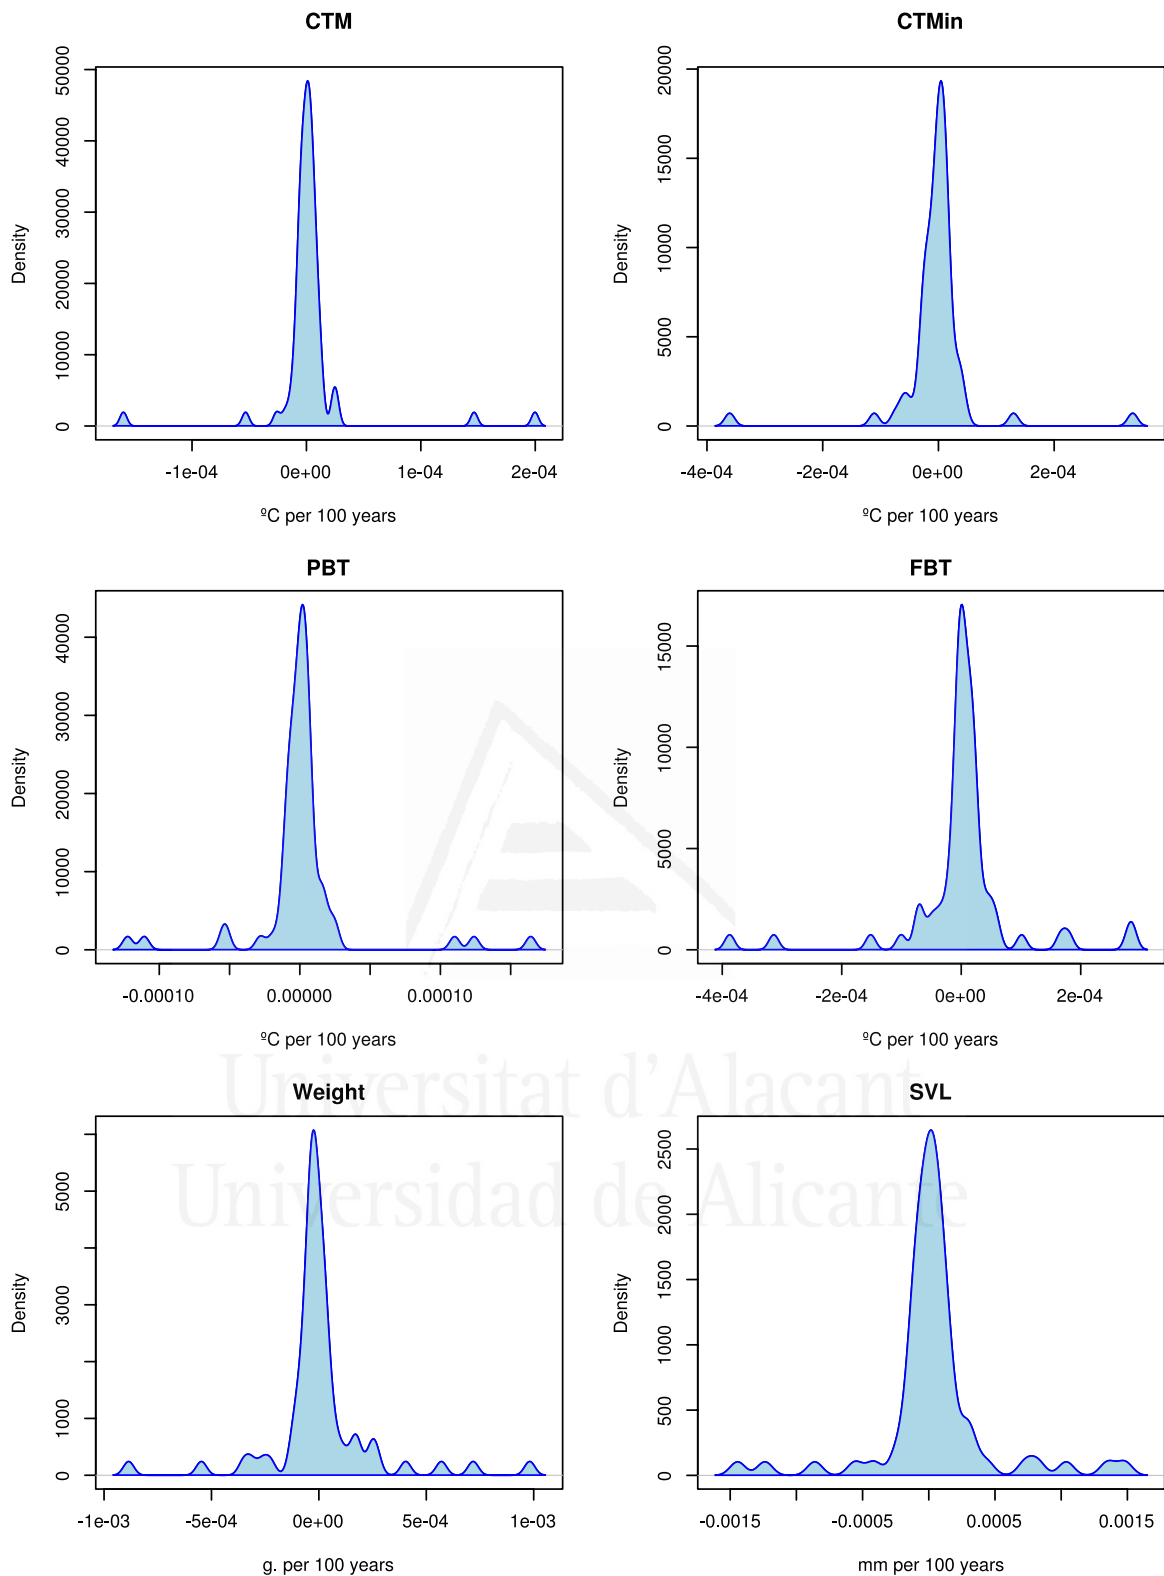 CTM
CTMin
50000
40000
30000
20000
10000
0
Density
-1e-04
0e+00
1e-04
2e-04
ºC per 100 years
20000
15000
10000
5000
0
Density
-4e-04
-2e-04
0e+00
2e-04
ºC per 100 years
PBT
FBT
40000
30000
20000
10000
0
Density
-0.00010
0.00000
0.00010
ºC per 100 years
15000
10000
5000
0
Density
-4e-04
-2e-04
0e+00
2e-04
ºC per 100 years
Universitat d'Alacant
Universidad de Alicante
Weight
SVL
5000
3000
1000
0
Density
-1e-03
-5e-04
0e+00
5e-04
1e-03
g. per 100 years
2500
2000
1500
1000
500
0
Density
-0.0015
-0.0005
0.0005
0.0015
mm per 100 years